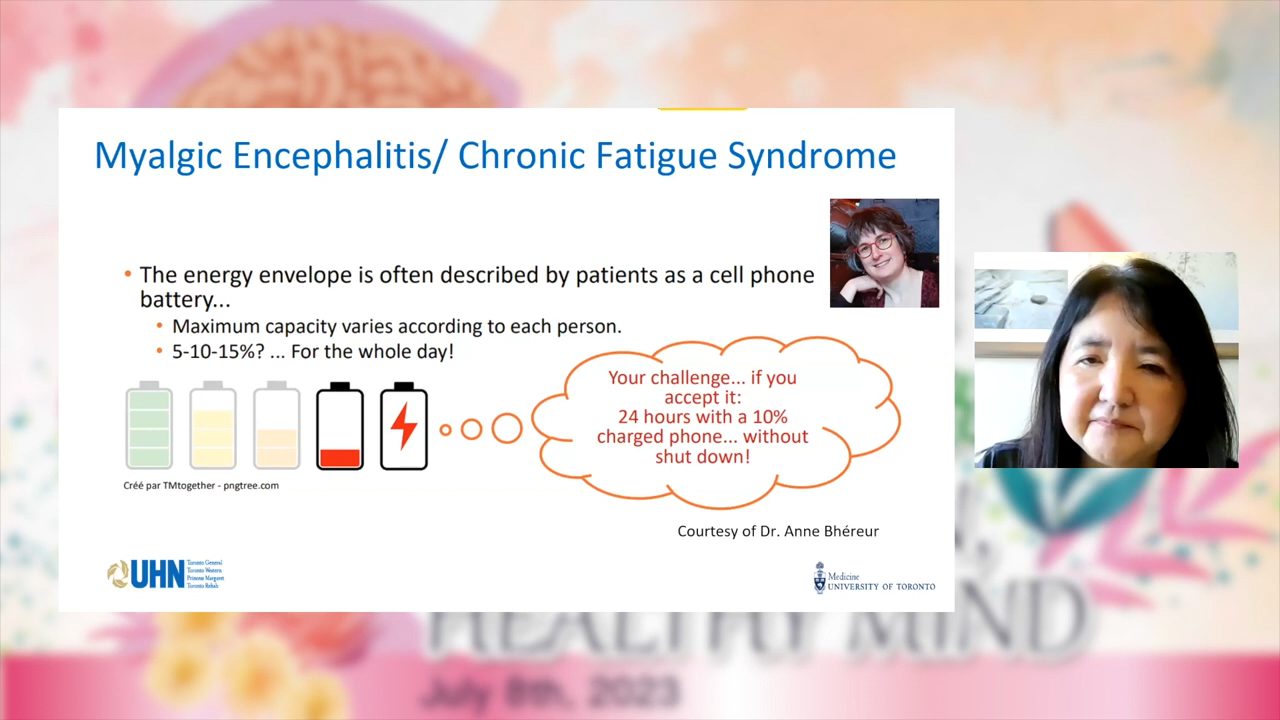 Myalgic Encephalitis/ Chronic Fatigue Syndrome
• The energy envelope is often described by patients as a cell phone
battery...
• Maximum capacity varies according to each person.
• 5-10-15%? ... For the whole day!
Your challenge... if you
accept it:
24 hours with a 10%
charged phone... without
shut down!
Créé par TMtogether - pngtree.com
Courtesy of Dr. Anne Bhéreur
UHN
Toronto General
Toronto Western
Princess Margaret
Toronto Rehab
Medicine
UNIVERSITY OF TORONTO
HEALTHY MIND
July 8th, 2023